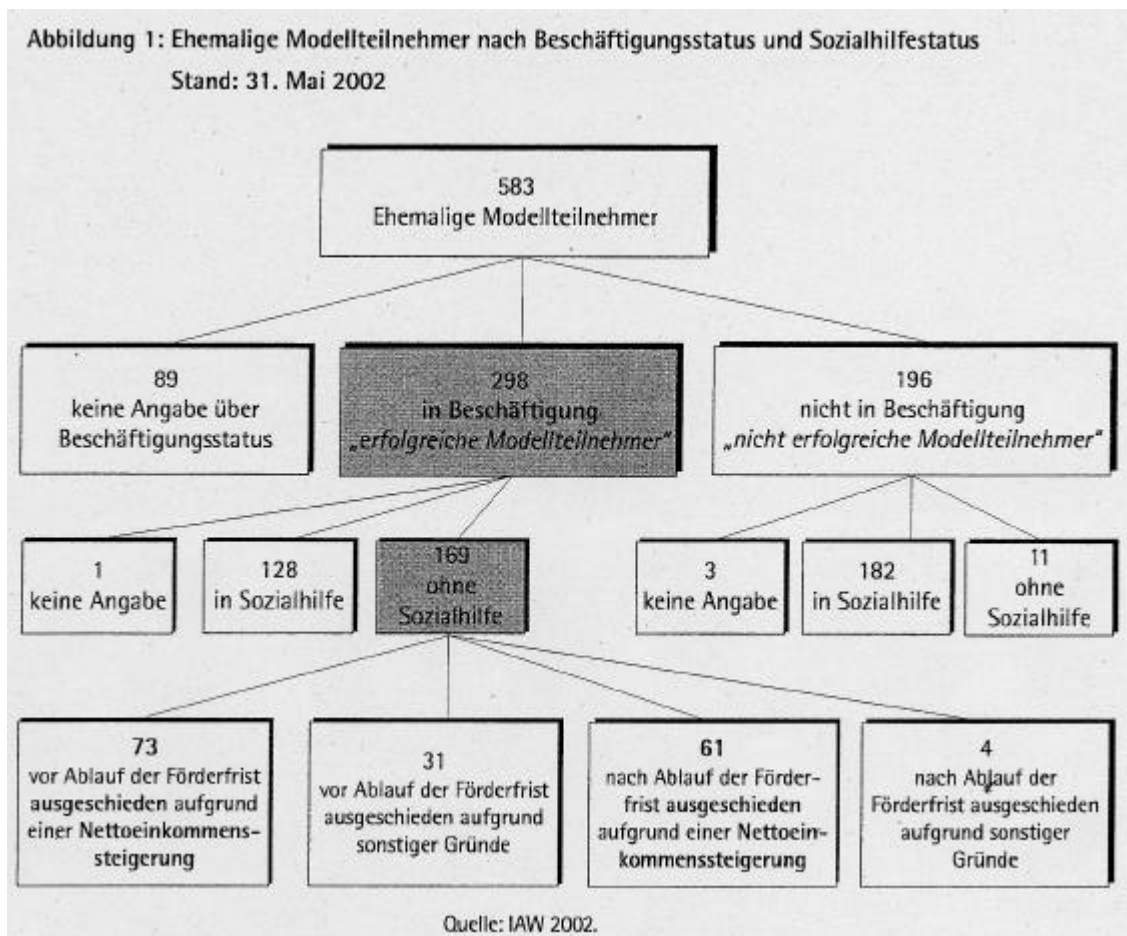 Abbildung 1: Ehemalige Modellteilnehmer nach Beschäftigungsstatus und Sozialhilfestatus
Stand: 31. Mai 2002
583
Ehemalige Modellteilnehmer
89
keine Angabe über
Beschäftigungsstatus
298
in Beschäftigung
„erfolgreiche Modellteilnehmer“
196
nicht in Beschäftigung
„nicht erfolgreiche Modellteilnehmer“
1
keine Angabe
128
in Sozialhilfe
169
ohne
Sozialhilfe
3
keine Angabe
182
in Sozialhilfe
11
ohne
Sozialhilfe
73
vor Ablauf der Förderfrist
ausgeschieden aufgrund
einer Nettoeinkommens-
steigerung
31
vor Ablauf der Förderfrist
ausgeschieden aufgrund
sonstiger Gründe
61
nach Ablauf der Förder-
frist ausgeschieden
aufgrund einer Nettoein-
kommenssteigerung
4
nach Ablauf der
Förderfrist ausgeschieden
aufgrund sonstiger
Gründe
Quelle: IAW 2002.